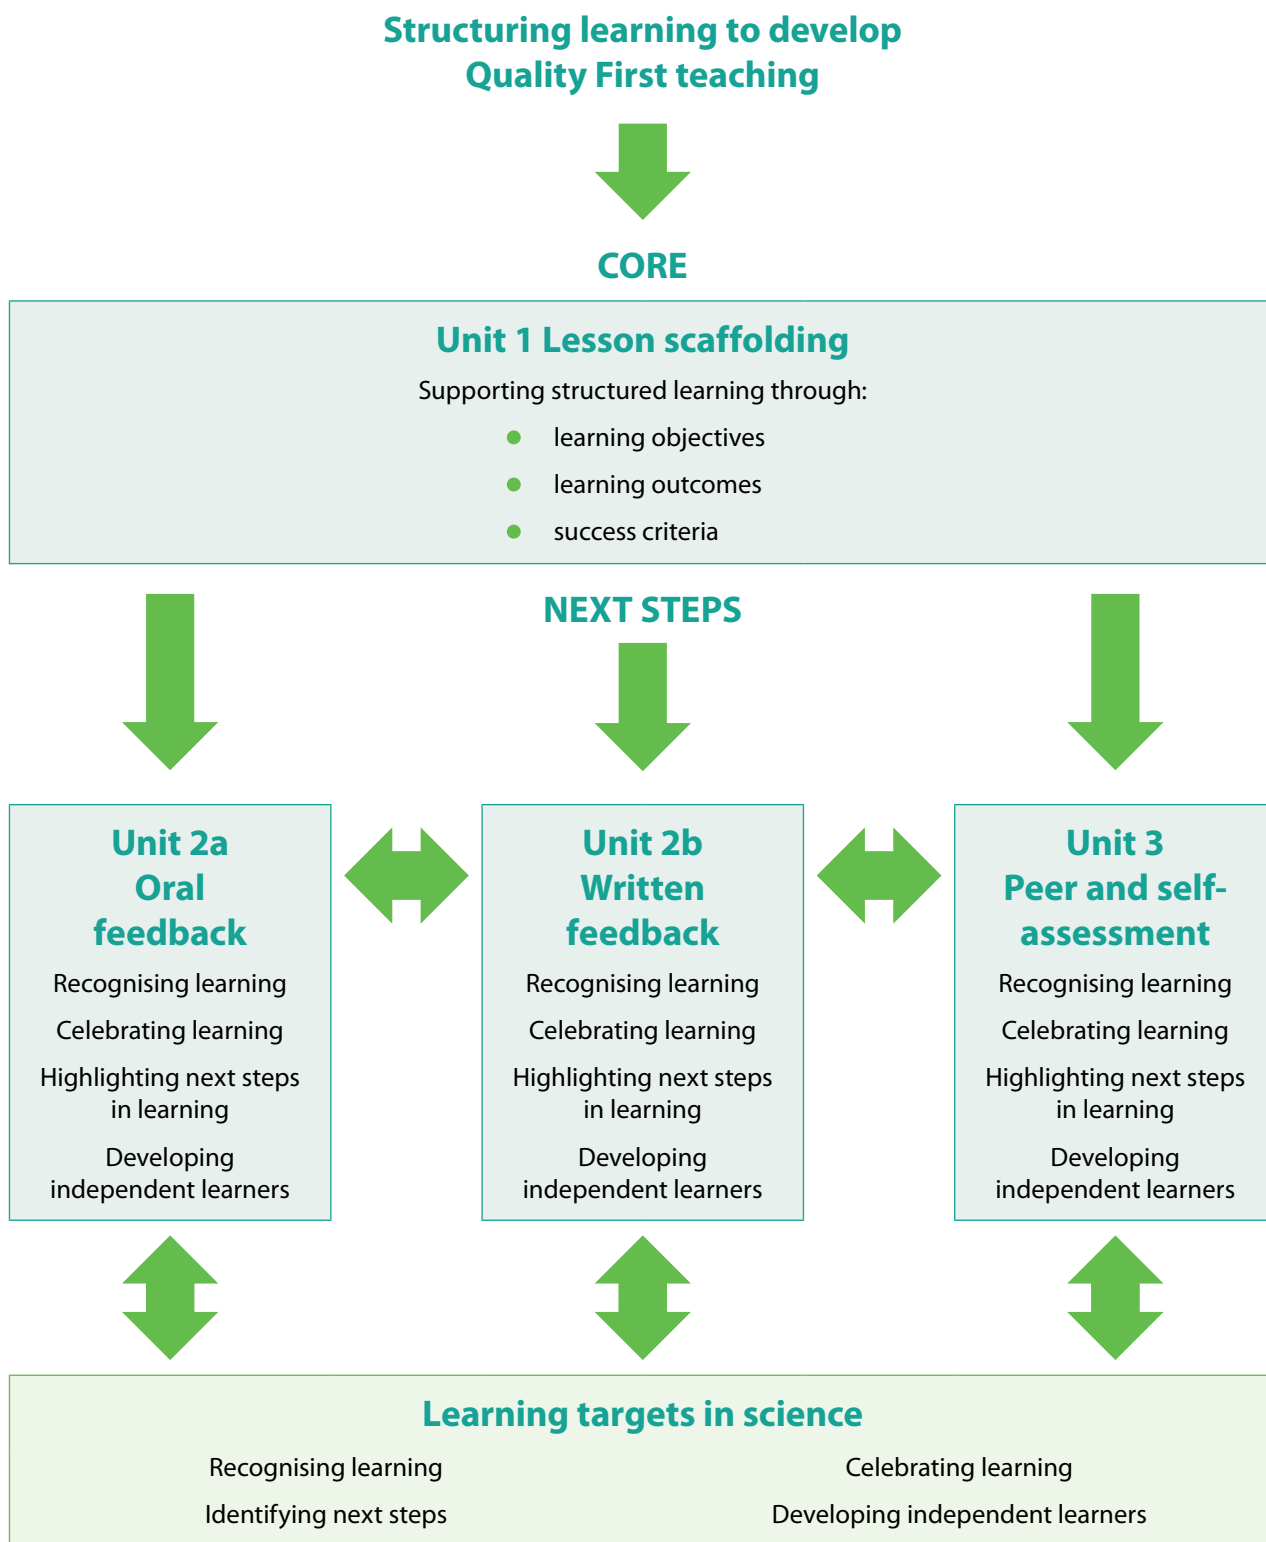 Structuring learning to develop
Quality First teaching
CORE
Unit 1 Lesson scaffolding
Supporting structured learning through:
learning objectives
learning outcomes
success criteria
NEXT STEPS
Unit 2a
Oral
feedback
Recognising learning
Celebrating learning
Highlighting next steps
in learning
Developing
independent learners
Unit 2b
Written
feedback
Recognising learning
Celebrating learning
Highlighting next steps
in learning
Developing
independent learners
Unit 3
Peer and self-
assessment
Recognising learning
Celebrating learning
Highlighting next steps
in learning
Developing
independent learners
Learning targets in science
Recognising learning
Celebrating learning
Identifying next steps
Developing independent learners